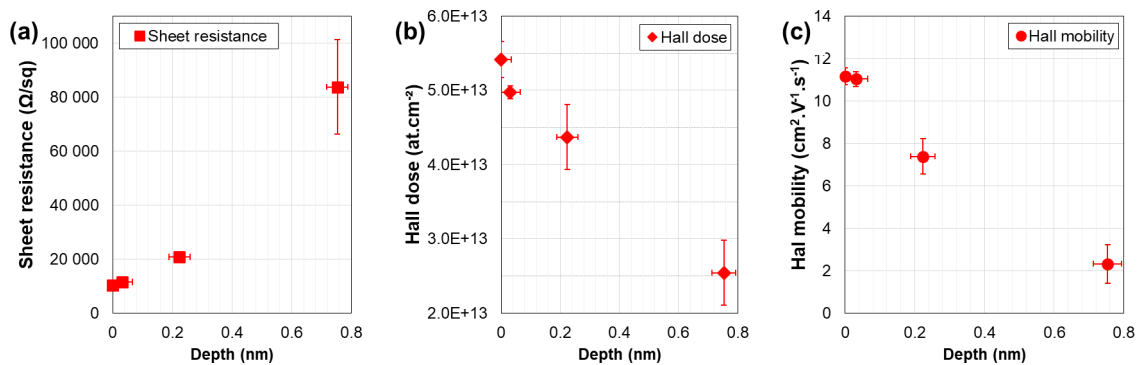 (a)
Sheet resistance
Sheet resistance (Ω/sq)
100 000
80 000
60 000
40 000
20 000
0
0
0.2
0.4
0.6
0.8
Depth (nm)
(b)
Hall dose
Hall dose (at.cm⁻²)
6.0E+13
5.0E+13
4.0E+13
3.0E+13
2.0E+13
0
0.2
0.4
0.6
0.8
Depth (nm)
(c)
Hall mobility
Hal mobility (cm².V⁻¹.s⁻¹)
14
12
10
8
6
4
2
0
0
0.2
0.4
0.6
0.8
Depth (nm)